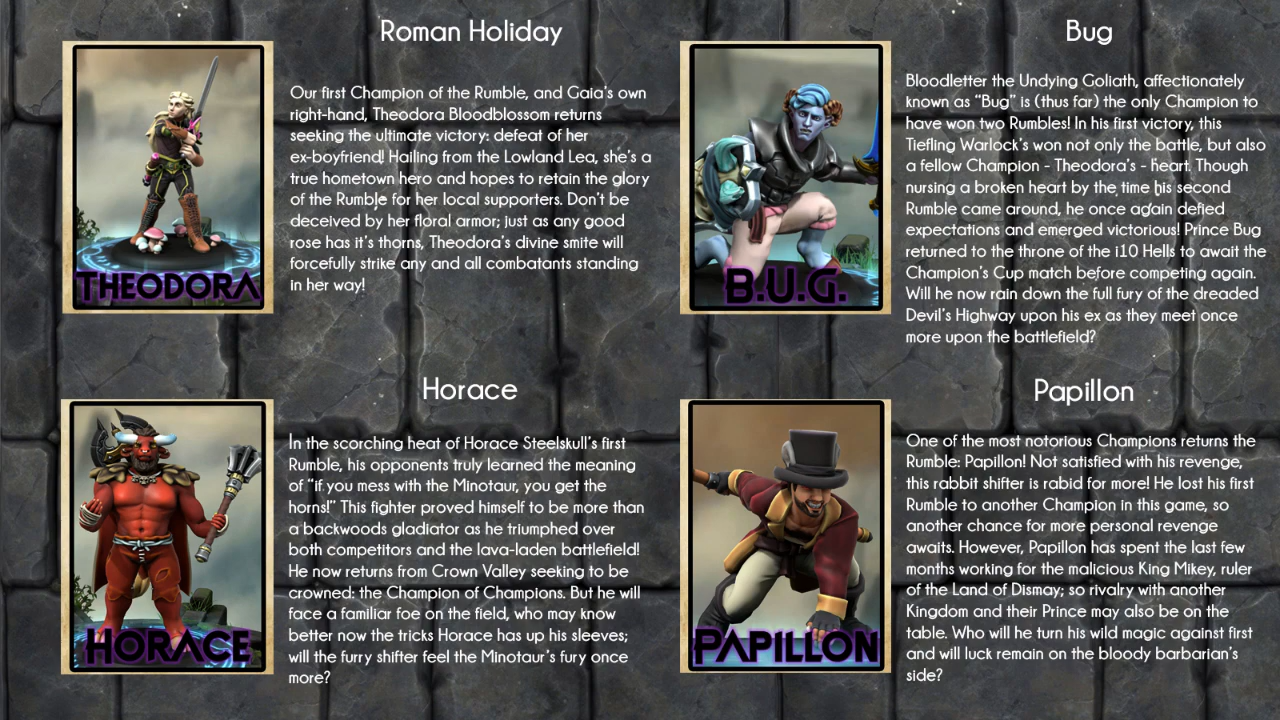 Roman Holiday
Our first Champion of the Rumble, and Gaia's own
right-hand, Theodora Bloodblossom returns
seeking the ultimate victory: defeat of her
ex-boyfriend! Hailing from the Lowland Lea, she's a
true hometown hero and hopes to retain the glory
of the Rumble for her local supporters. Don't be
deceived by her floral armor; just as any good
rose has it's thorns, Theodora's divine smite will
forcefully strike any and all combatants standing
in her way!
THEODORA
Bug
Bloodletter the Undying Goliath, affectionately
known as "Bug" is (thus far) the only Champion to
have won two Rumbles! In his first victory, this
Tiefling Warlock's won not only the battle, but also
a fellow Champion - Theodora's - heart. Though
nursing a broken heart by the time his second
Rumble came around, he once again defied
expectations and emerged victorious! Prince Bug
returned to the throne of the i10 Hells to await the
Champion's Cup match before competing again.
Will he now rain down the full fury of the dreaded
Devil's Highway upon his ex as they meet once
more upon the battlefield?
B.U.G.
Horace
In the scorching heat of Horace Steelskull's first
Rumble, his opponents truly learned the meaning
of "if you mess with the Minotaur, you get the
horns!" This fighter proved himself to be more than
a backwoods gladiator as he triumphed over
both competitors and the lava-laden battlefield!
He now returns from Crown Valley seeking to be
crowned: the Champion of Champions. But he will
face a familiar foe on the field, who may know
better now the tricks Horace has up his sleeves;
will the furry shifter feel the Minotaur's fury once
more?
HORACE
Papillon
One of the most notorious Champions returns the
Rumble: Papillon! Not satisfied with his revenge,
this rabbit shifter is rabid for more! He lost his first
Rumble to another Champion in this game, so
another chance for more personal revenge
awaits. However, Papillon has spent the last few
months working for the malicious King Mikey, ruler
of the Land of Dismay; so rivalry with another
Kingdom and their Prince may also be on the
table. Who will he turn his wild magic against first
and will luck remain on the bloody barbarian's
side?
PAPILLON